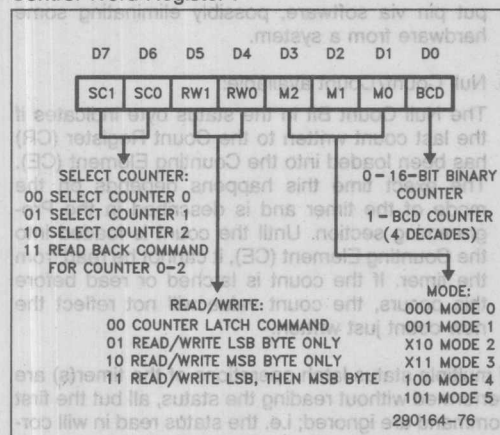 D7 D6 D5 D4 D3 D2 D1 D0
SC1 SC0 RW1 RW0 M2 M1 M0 BCD
SELECT COUNTER:
00 SELECT COUNTER 0
01 SELECT COUNTER 1
10 SELECT COUNTER 2
11 READ BACK COMMAND
FOR COUNTER 0-2
0-16-BIT BINARY
COUNTER
1-BCD COUNTER
(4 DECADES)
READ/WRITE:
00 COUNTER LATCH COMMAND
01 READ/WRITE LSB BYTE ONLY
10 READ/WRITE MSB BYTE ONLY
11 READ/WRITE LSB, THEN MSB BYTE
MODE:
000 MODE 0
001 MODE 1
X10 MODE 2
X11 MODE 3
100 MODE 4
101 MODE 5
290164-76